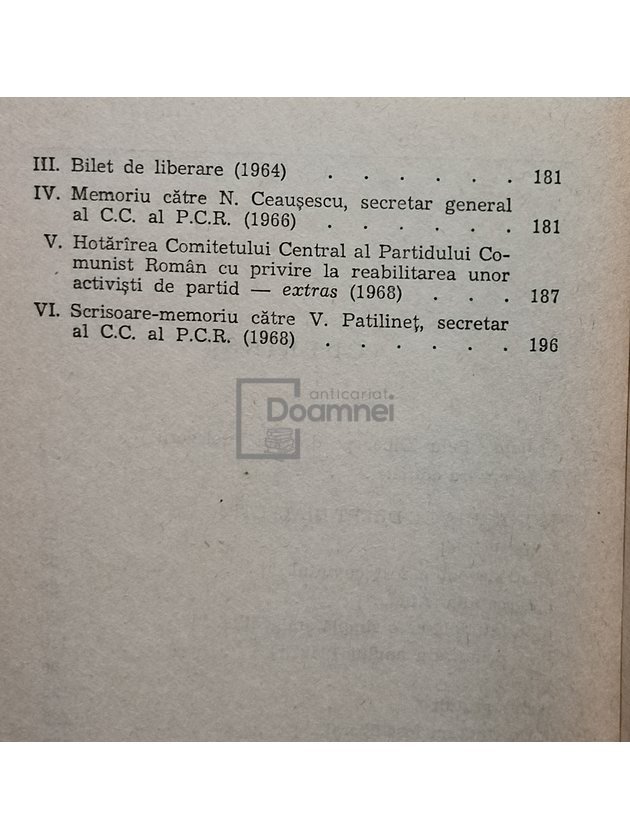 III. Bilet de liberare (1964) . . . . . . 181
IV. Memoriu către N. Ceaușescu, secretar general
al C.C. al P.C.R. (1966) . . . . . . 181
V. Hotărîrea Comitetului Central al Partidului Co-
munist Român cu privire la reabilitarea unor
activiști de partid — extras (1968) . . . 187
VI. Scrisoare-memoriu către V. Patilineț, secretar
al C.C. al P.C.R. (1968) . . . . . . 196
anticariat
Doamnei